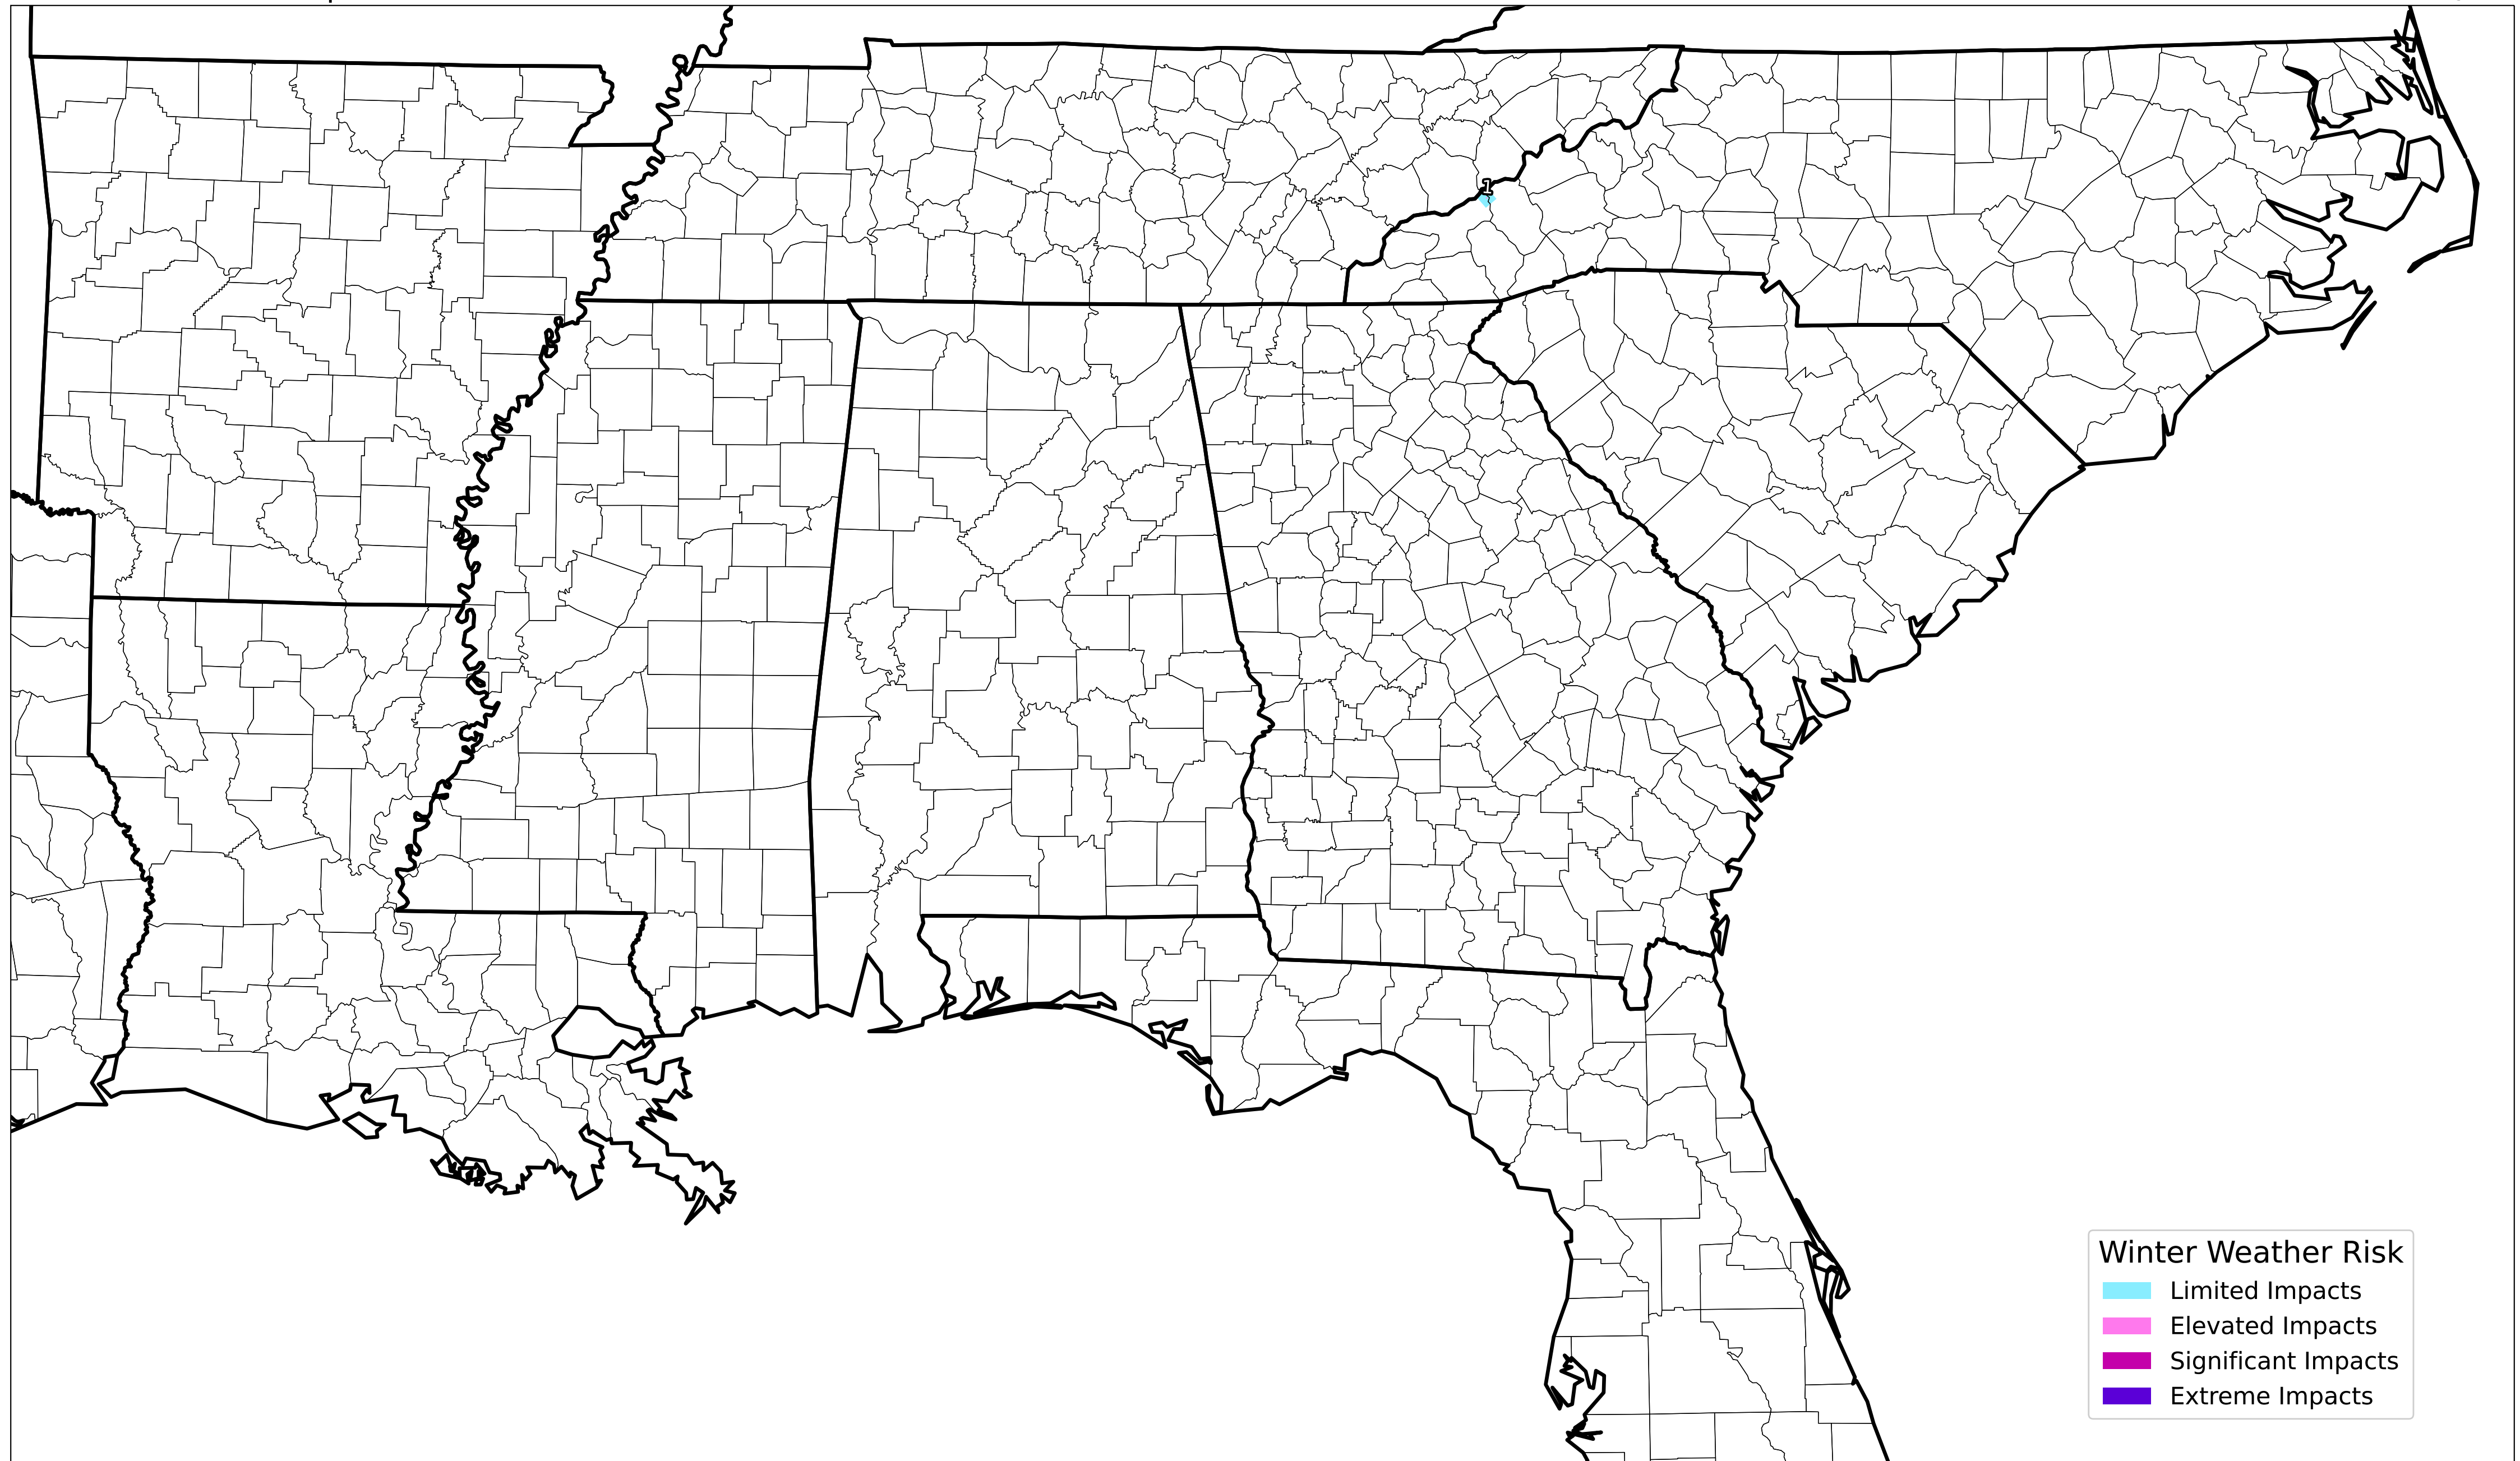 1
Winter Weather Risk
Limited Impacts
Elevated Impacts
Significant Impacts
Extreme Impacts